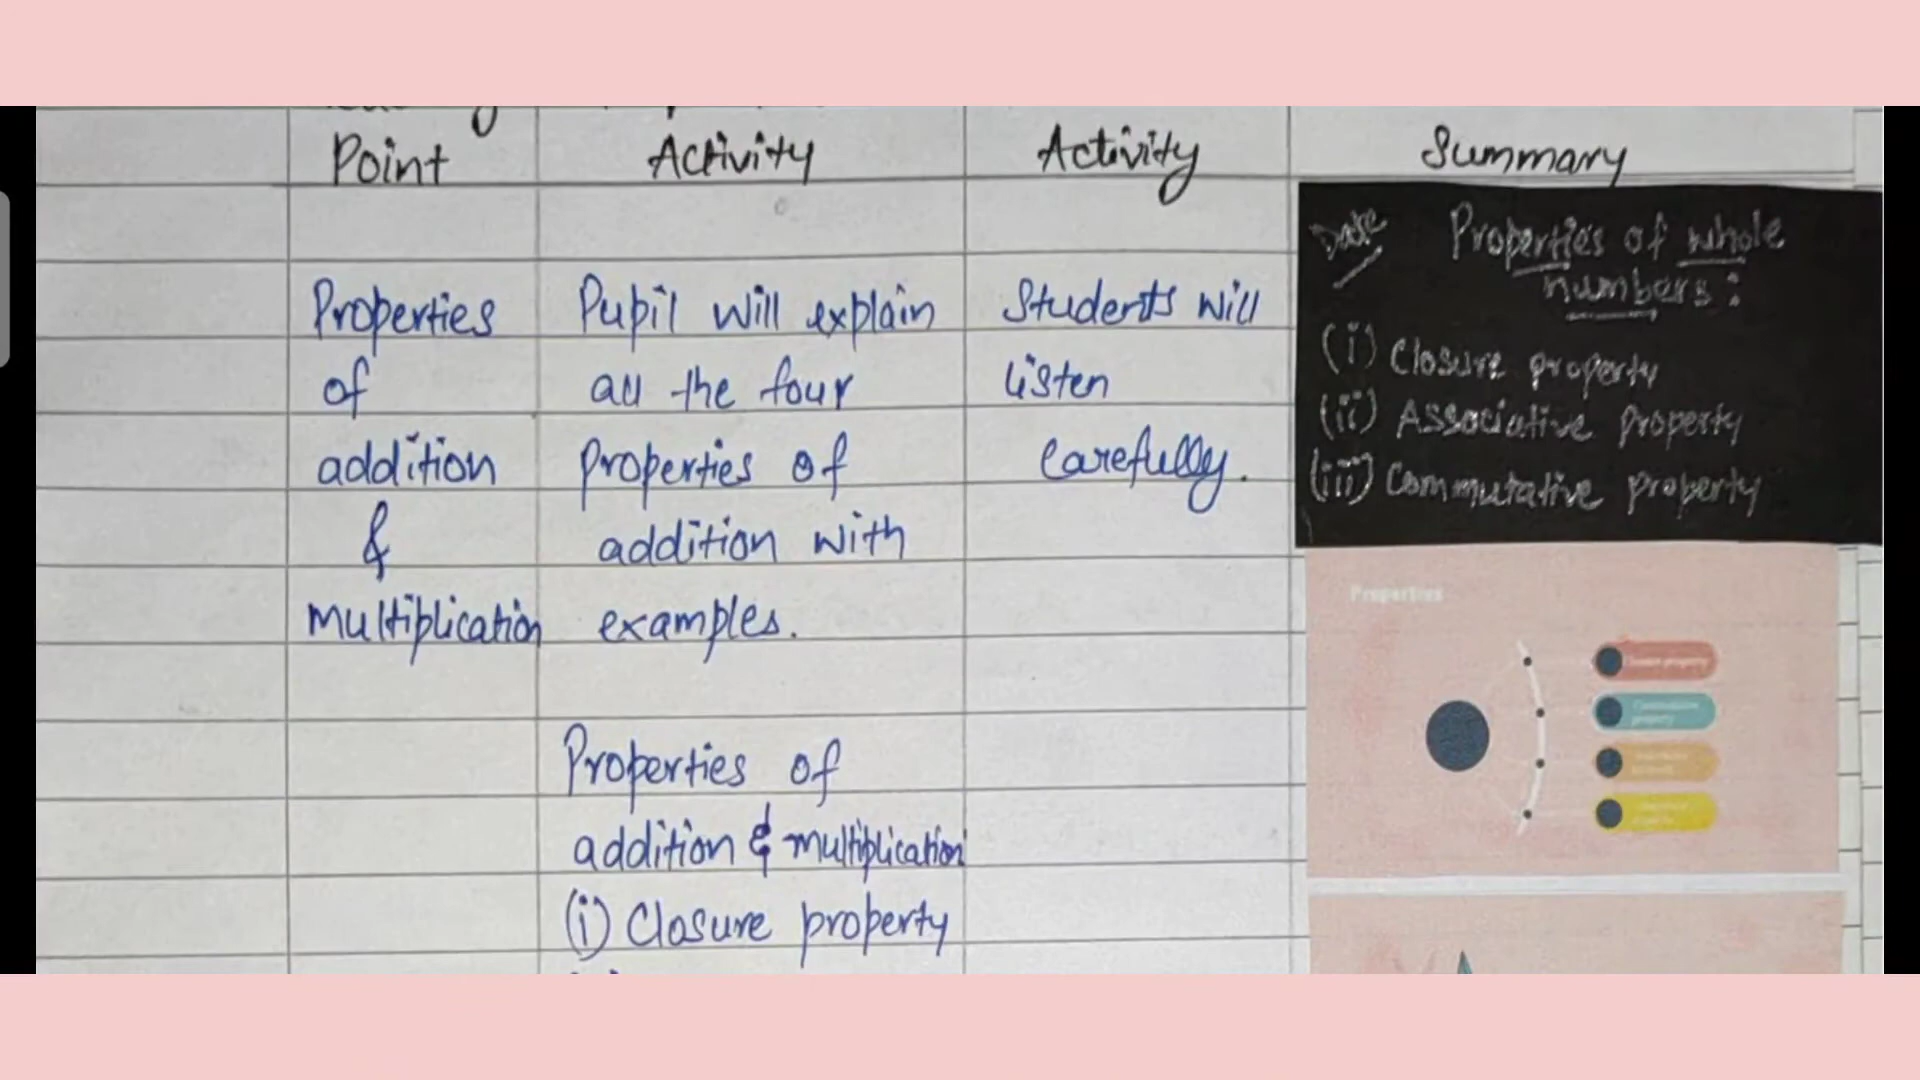 Point
Activity
Activity
Summary
Properties
of
addition
&
multiplication
Pupil will explain
all the four
properties of
addition with
examples.
Properties of
addition & multiplication
(i) Closure property
Students will
listen
carefully.
Date
Properties of whole
numbers:
(i) Closure property
(ii) Associative property
(iii) Commutative property
Properties
property